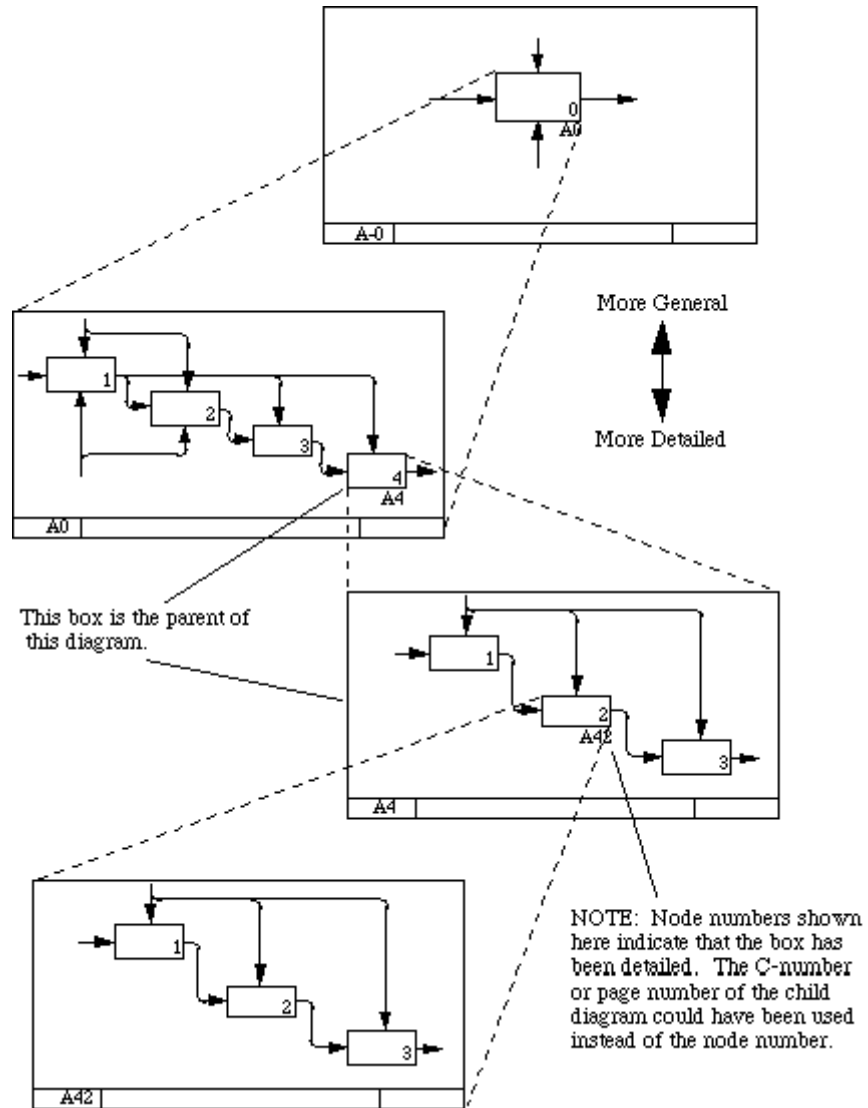 0
A0
A-0
More General
More Detailed
1
2
3
4
A4
A0
This box is the parent of
this diagram.
1
2
A42
3
A4
NOTE: Node numbers shown
here indicate that the box has
been detailed. The C-number
or page number of the child
diagram could have been used
instead of the node number.
1
2
3
A42